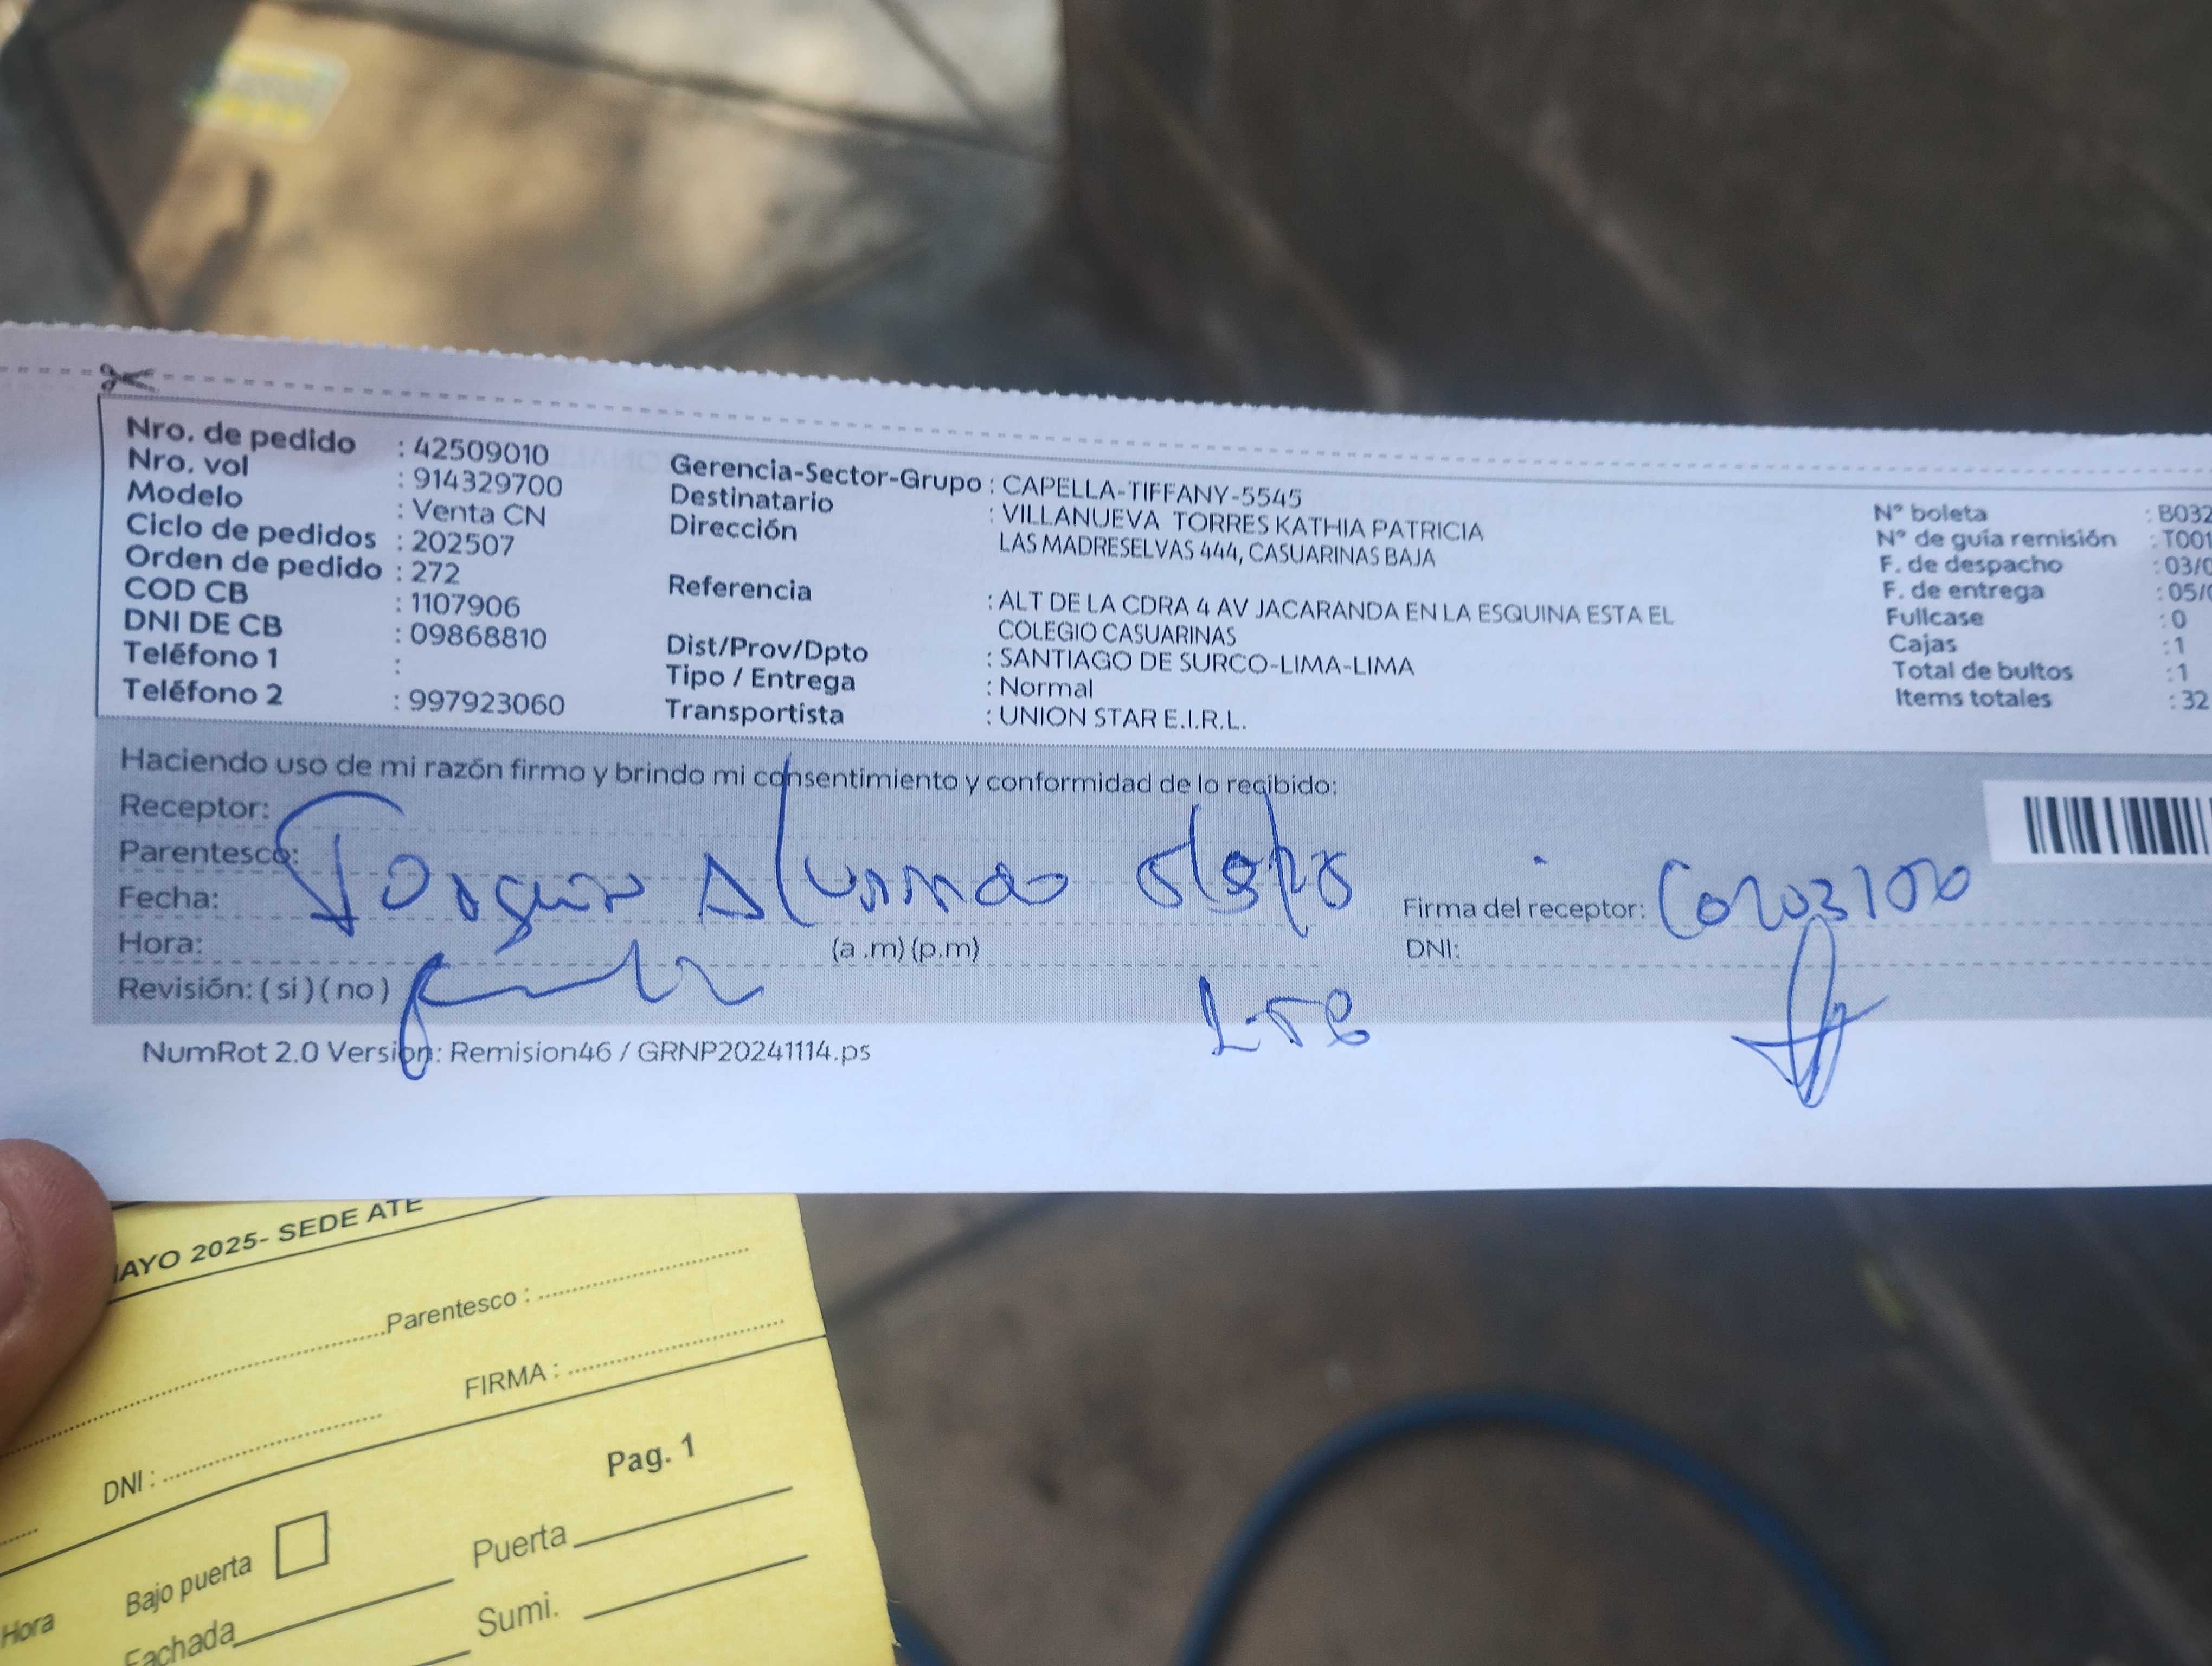 Nro. de pedido : 42509010
Nro. vol : 914329700
Modelo : Venta CN
Ciclo de pedidos : 202507
Orden de pedido : 272
COD CB : 1107906
DNI DE CB : 09868810
Teléfono 1 :
Teléfono 2 : 997923060
Gerencia-Sector-Grupo : CAPELLA-TIFFANY-5545
Destinatario : VILLANUEVA TORRES KATHIA PATRICIA
Dirección LAS MADRESELVAS 444, CASUARINAS BAJA
Referencia : ALT DE LA CDRA 4 AV JACARANDA EN LA ESQUINA ESTA EL
COLEGIO CASUARINAS
Dist/Prov/Dpto : SANTIAGO DE SURCO-LIMA-LIMA
Tipo / Entrega : Normal
Transportista : UNION STAR E.I.R.L.
N° boleta : B032
N° de guía remisión : T001
F. de despacho : 03/0
F. de entrega : 05/0
Fullcase : 0
Cajas : 1
Total de bultos : 1
Items totales : 32
Haciendo uso de mi razón firmo y brindo mi consentimiento y conformidad de lo recibido:
Receptor:
Parentesco:
Fecha:
Firma del receptor:
Hora: (a .m) (p.m)
DNI:
Revisión: ( si ) ( no )
NumRot 2.0 Version: Remision46 / GRNP20241114.ps
AYO 2025- SEDE ATE
Parentesco :
FIRMA :
DNI :
Pag. 1
Bajo puerta
Puerta
Hora
Fachada
Sumi.